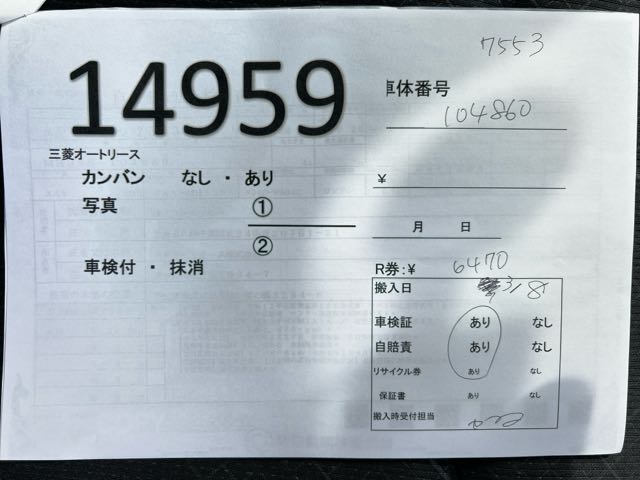 7553
14959
車体番号
104860
三菱オートリース
カンバン なし ・ あり
¥
写真 ①
②
月 日
車検付 ・ 抹消
R券:¥ 6470
搬入日 3/8
車検証 あり なし
自賠責 あり なし
リサイクル券 あり なし
保証書 あり なし
搬入時受付担当